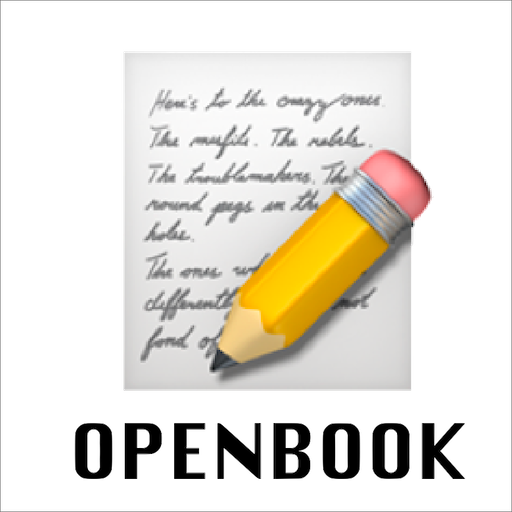 Here's to the crazy ones.
The misfits. The rebels.
The troublemakers. The
round pegs in the
holes.
The ones
different not
fond of
OPENBOOK